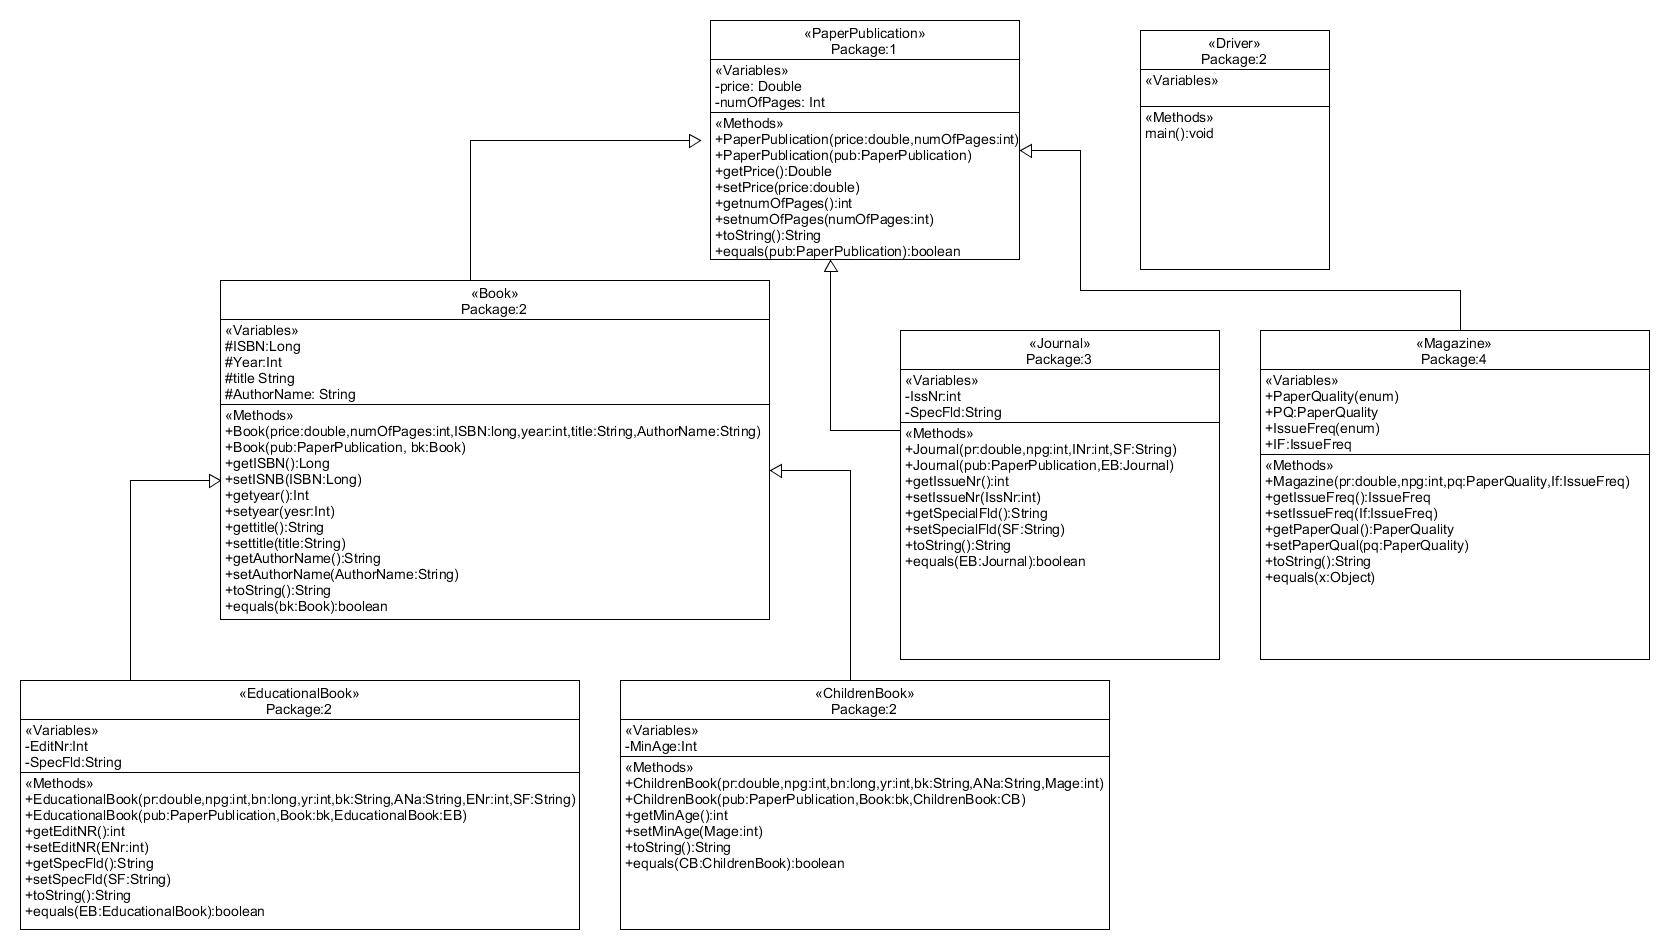 «PaperPublication»
Package:1
«Variables»
-price: Double
-numOfPages: Int
«Methods»
+PaperPublication(price:double,numOfPages:int)
+PaperPublication(pub:PaperPublication)
+getPrice():Double
+setPrice(price:double)
+getnumOfPages():int
+setnumOfPages(numOfPages:int)
+toString():String
+equals(pub:PaperPublication):boolean
«Driver»
Package:2
«Variables»
«Methods»
main():void
«Book»
Package:2
«Variables»
#ISBN:Long
#Year:Int
#title String
#AuthorName: String
«Methods»
+Book(price:double,numOfPages:int,ISBN:long,year:int,title:String,AuthorName:String)
+Book(pub:PaperPublication, bk:Book)
+getISBN():Long
+setISNB(ISBN:Long)
+getyear():Int
+setyear(yesr:Int)
+gettitle():String
+settitle(title:String)
+getAuthorName():String
+setAuthorName(AuthorName:String)
+toString():String
+equals(bk:Book):boolean
«Journal»
Package:3
«Variables»
-IssNr:int
-SpecFld:String
«Methods»
+Journal(pr:double,npg:int,INr:int,SF:String)
+Journal(pub:PaperPublication,EB:Journal)
+getIssueNr():int
+setIssueNr(IssNr:int)
+getSpecialFld():String
+setSpecialFld(SF:String)
+toString():String
+equals(EB:Journal):boolean
«Magazine»
Package:4
«Variables»
+PaperQuality(enum)
+PQ:PaperQuality
+IssueFreq(enum)
+IF:IssueFreq
«Methods»
+Magazine(pr:double,npg:int,pq:PaperQuality,If:IssueFreq)
+getIssueFreq():IssueFreq
+setIssueFreq(If:IssueFreq)
+getPaperQual():PaperQuality
+setPaperQual(pq:PaperQuality)
+toString():String
+equals(x:Object)
«EducationalBook»
Package:2
«Variables»
-EditNr:Int
-SpecFld:String
«Methods»
+EducationalBook(pr:double,npg:int,bn:long,yr:int,bk:String,ANa:String,ENr:int,SF:String)
+EducationalBook(pub:PaperPublication,Book:bk,EducationalBook:EB)
+getEditNR():int
+setEditNR(ENr:int)
+getSpecFld():String
+setSpecFld(SF:String)
+toString():String
+equals(EB:EducationalBook):boolean
«ChildrenBook»
Package:2
«Variables»
-MinAge:Int
«Methods»
+ChildrenBook(pr:double,npg:int,bn:long,yr:int,bk:String,ANa:String,Mage:int)
+ChildrenBook(pub:PaperPublication,Book:bk,ChildrenBook:CB)
+getMinAge():int
+setMinAge(Mage:int)
+toString():String
+equals(CB:ChildrenBook):boolean